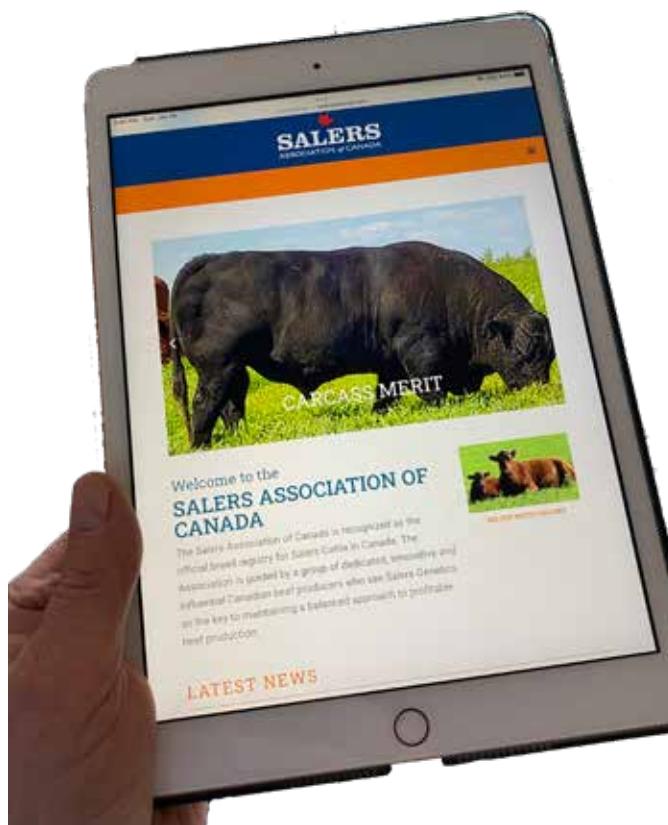 SALERS
ASSOCIATION of CANADA
CARCASS MERIT
Welcome to the
SALERS ASSOCIATION OF
CANADA
The Salers Association of Canada is recognized as the
official breed registry for Salers Cattle in Canada. The
Association is guided by a group of dedicated, innovative and
influential Canadian beef producers who see Salers Genetics
as the key to maintaining a balanced approach to profitable
beef production.
LATEST NEWS